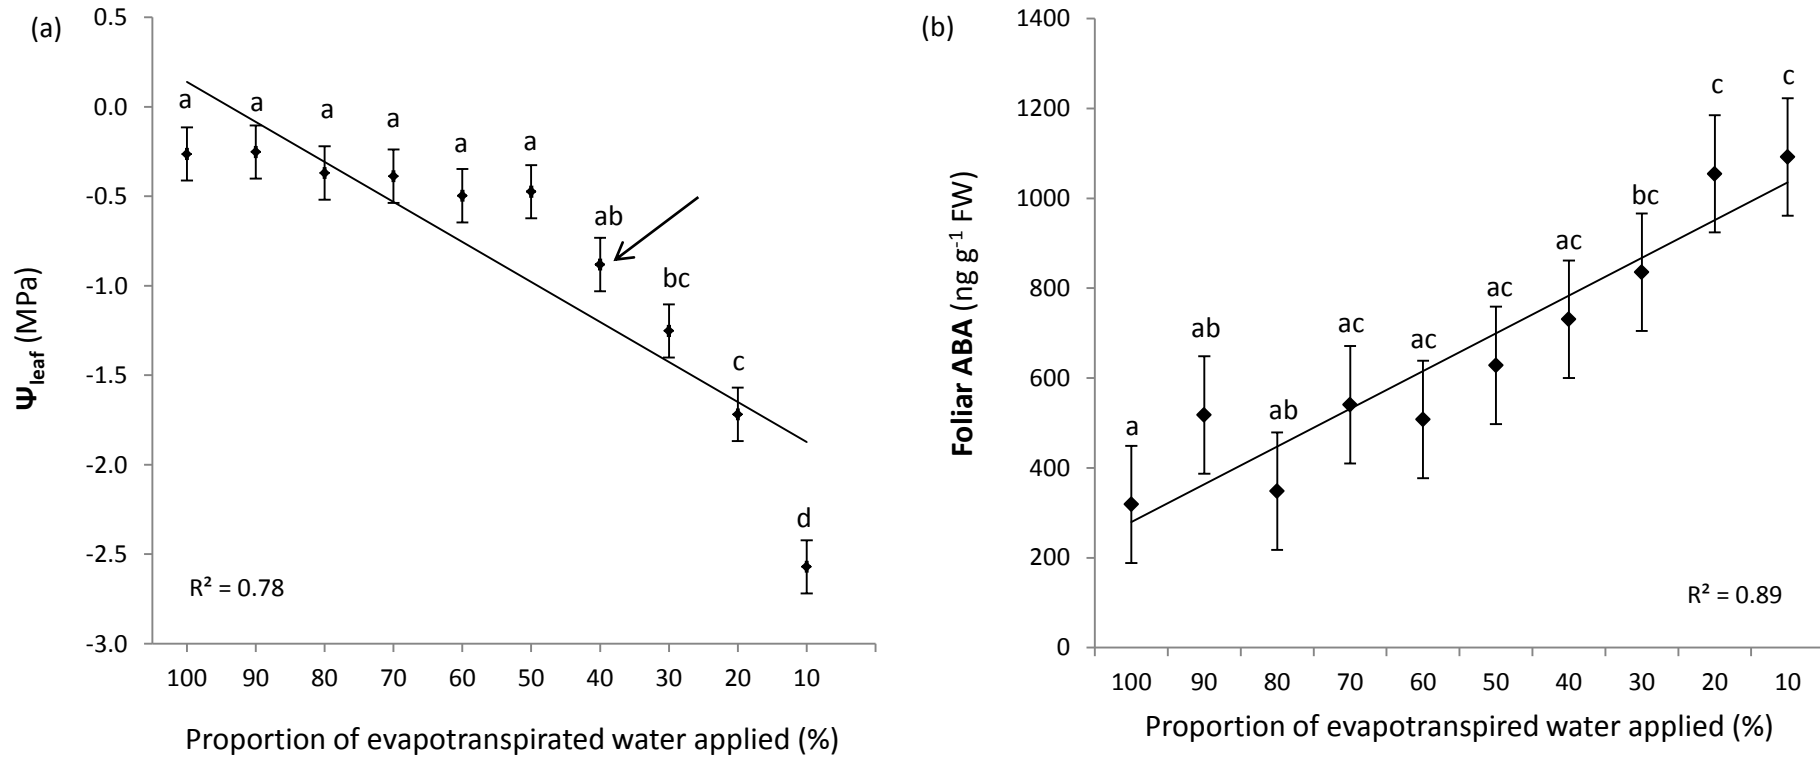 (a)
0.5
0.0
-0.5
-1.0
-1.5
-2.0
-2.5
-3.0
Ψleaf (MPa)
a a a a a a ab bc c d
R² = 0.78
100 90 80 70 60 50 40 30 20 10
Proportion of evapotranspirated water applied (%)
(b)
1400
1200
1000
800
600
400
200
0
Foliar ABA (ng g⁻¹ FW)
a ab ab ac ac ac ac bc c c
R² = 0.89
100 90 80 70 60 50 40 30 20 10
Proportion of evapotranspired water applied (%)